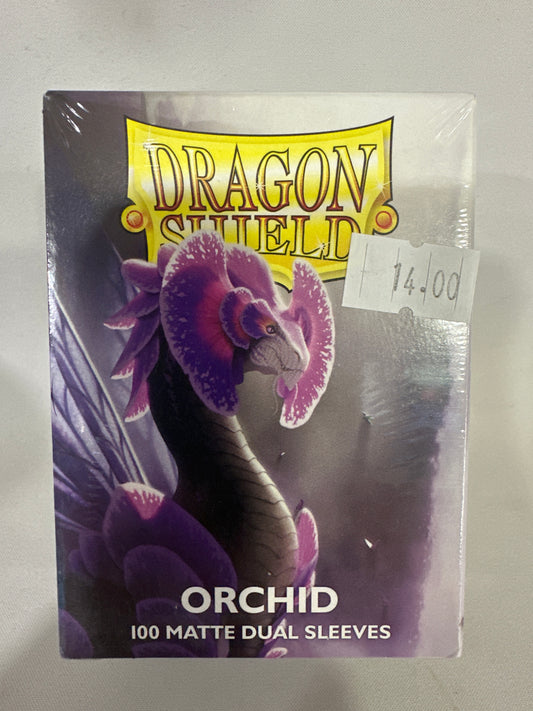 DRAGON
SHIELD
14.00
ORCHID
100 MATTE DUAL SLEEVES